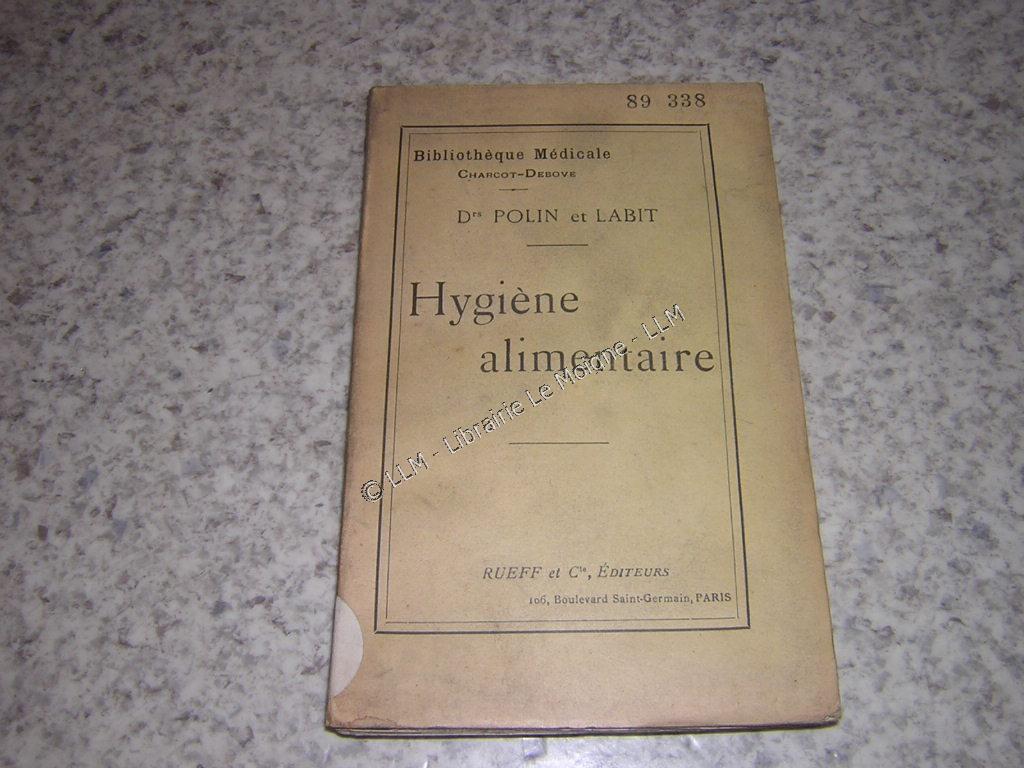 89 338
Bibliothèque Médicale
CHARCOT-DEBOVE
Drs POLIN et LABIT
Hygiène
alimentaire
© LLM - Librairie Le Moigne - LLM
RUEFF et Cie, ÉDITEURS
106, Boulevard Saint-Germain, PARIS